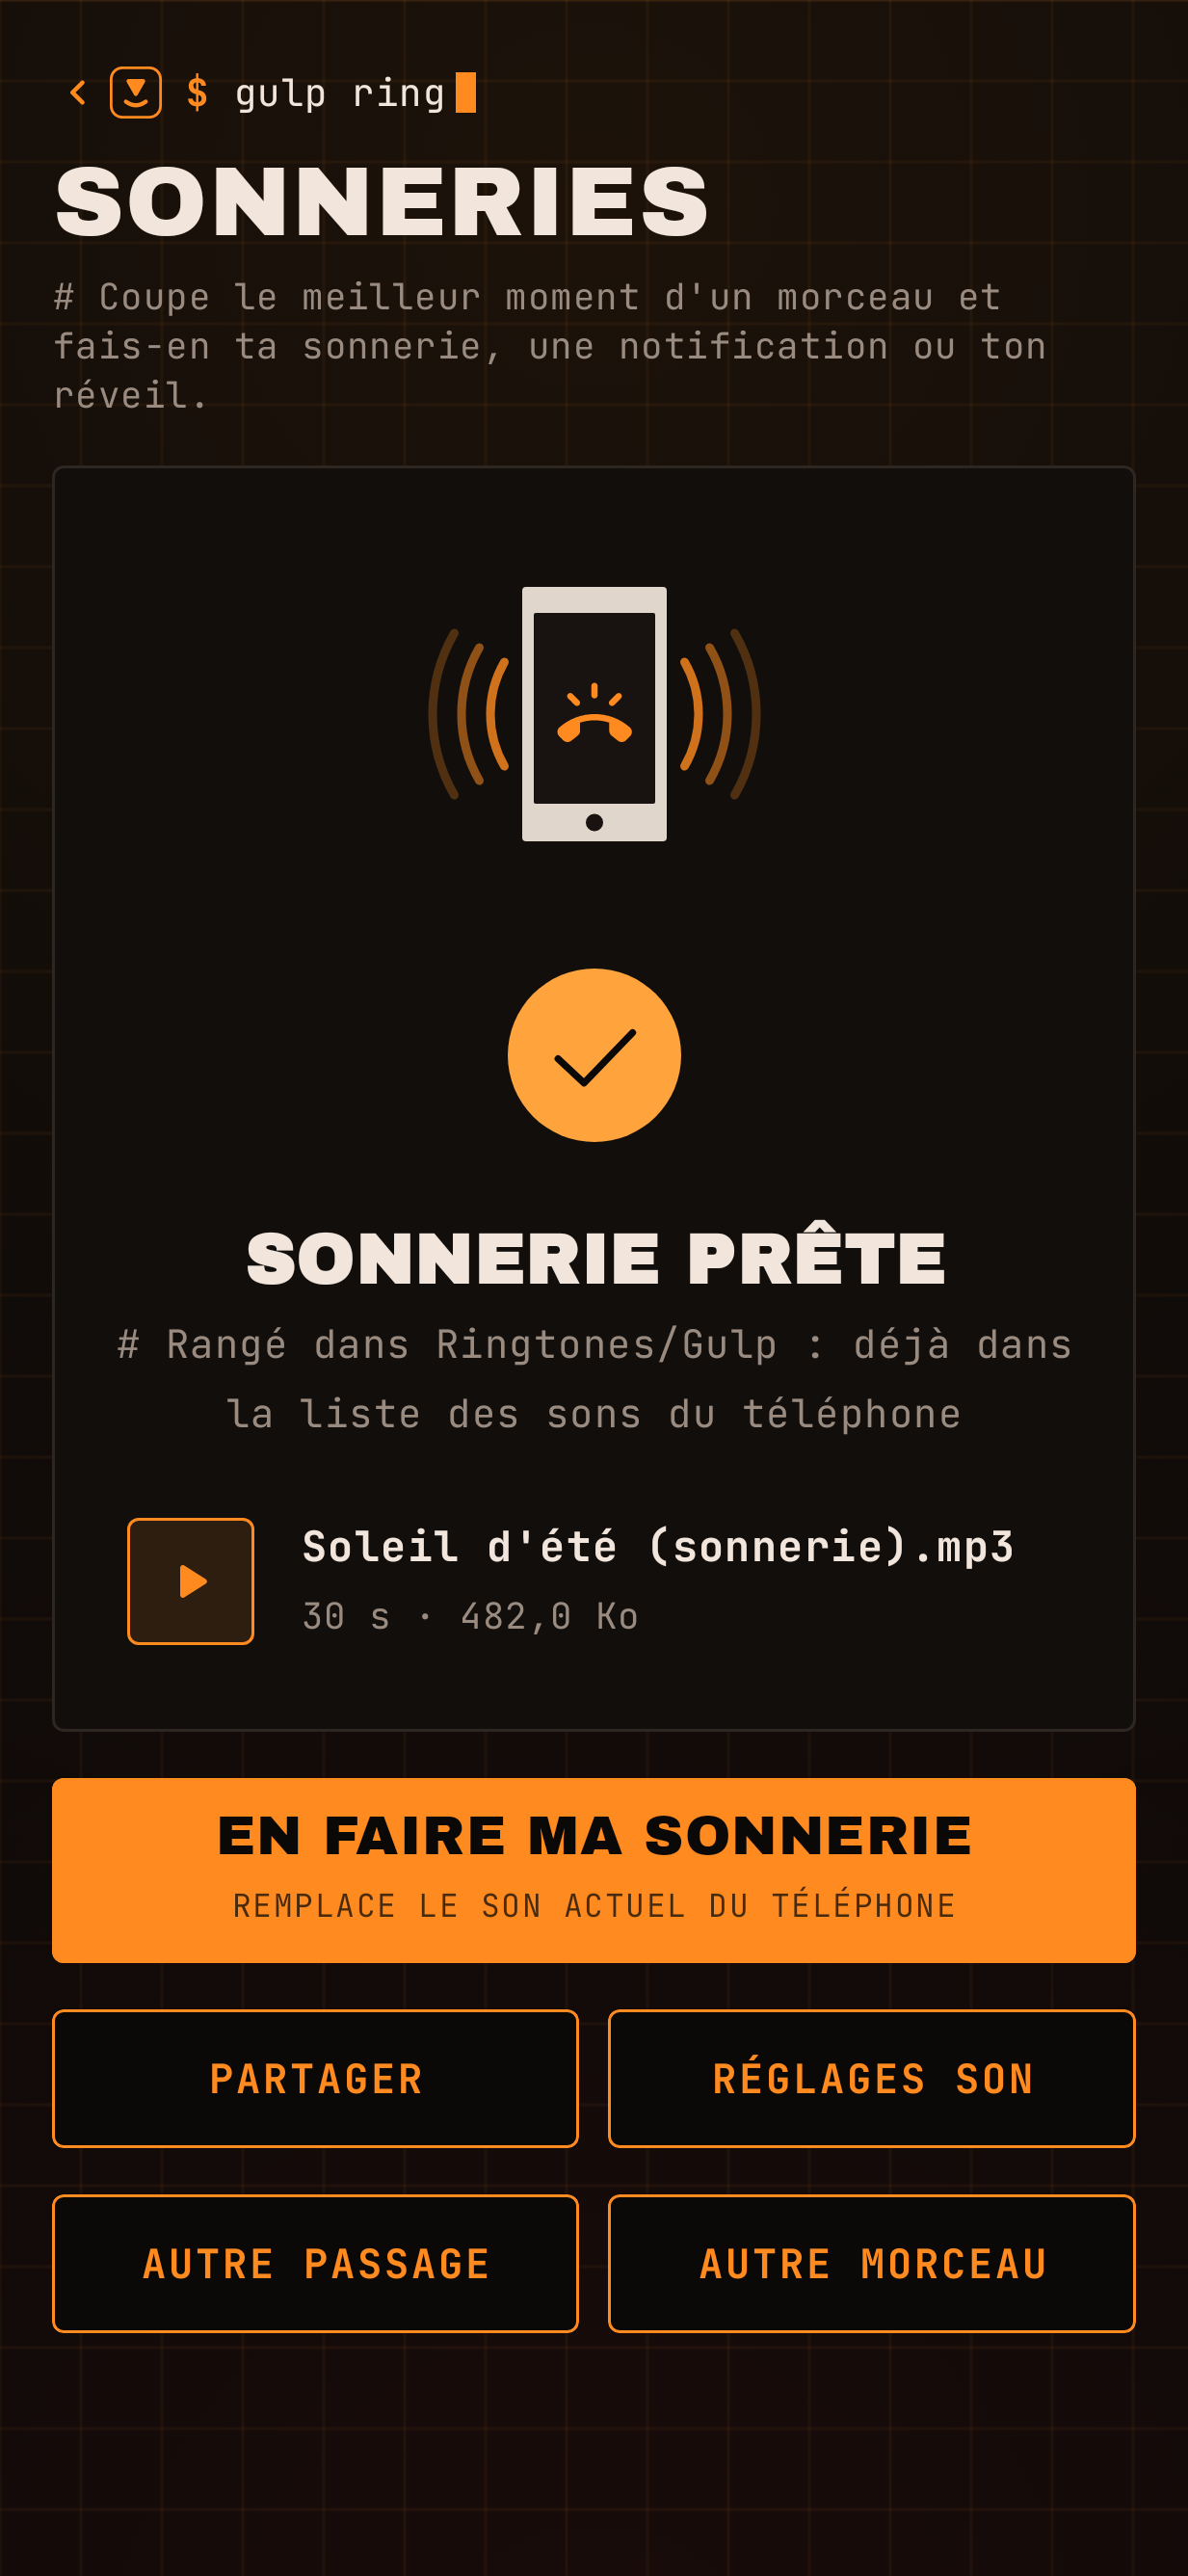 $ gulp ring
SONNERIES
# Coupe le meilleur moment d'un morceau et
fais-en ta sonnerie, une notification ou ton
réveil.
SONNERIE PRÊTE
# Rangé dans Ringtones/Gulp : déjà dans
la liste des sons du téléphone
Soleil d'été (sonnerie).mp3
30 s · 482,0 Ko
EN FAIRE MA SONNERIE
REMPLACE LE SON ACTUEL DU TÉLÉPHONE
PARTAGER
RÉGLAGES SON
AUTRE PASSAGE
AUTRE MORCEAU